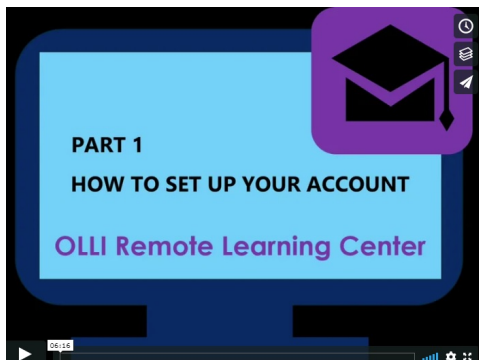 PART 1
HOW TO SET UP YOUR ACCOUNT
OLLI Remote Learning Center
06:16